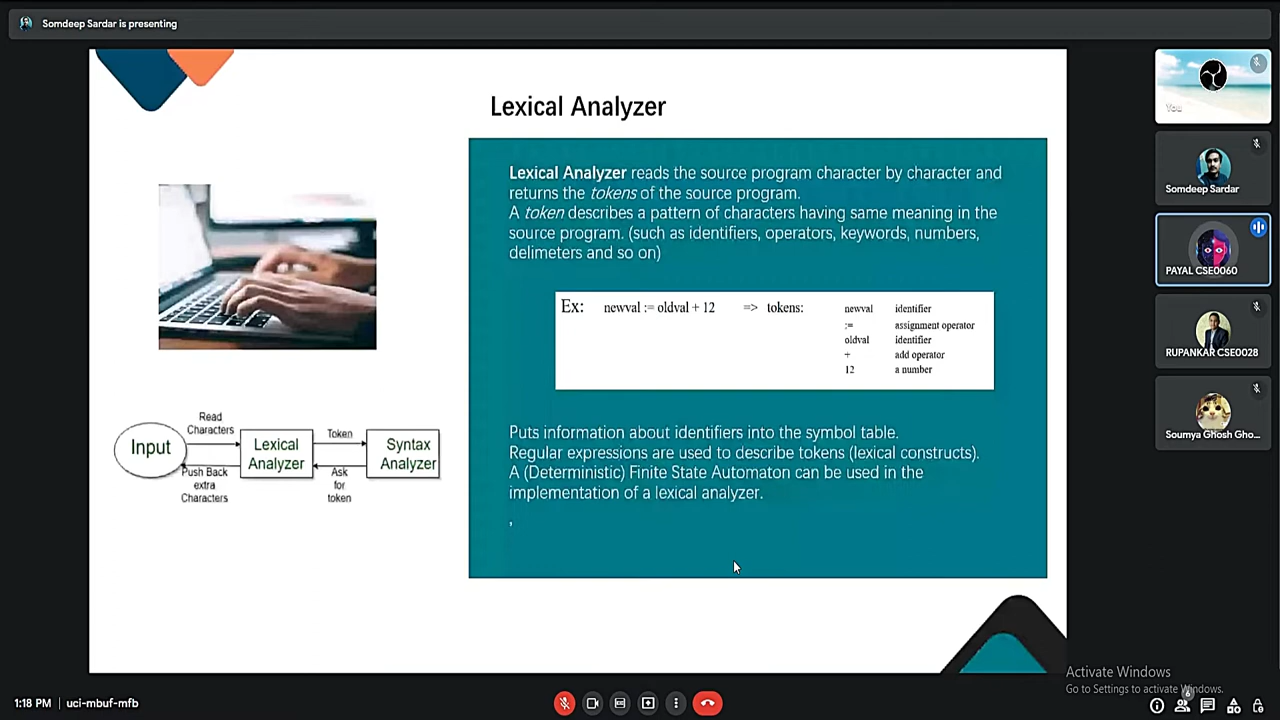 Somdeep Sardar is presenting
Lexical Analyzer
Lexical Analyzer reads the source program character by character and
returns the tokens of the source program.
A token describes a pattern of characters having same meaning in the
source program. (such as identifiers, operators, keywords, numbers,
delimeters and so on)
Ex: newval := oldval + 12 => tokens: newval identifier
:= assignment operator
oldval identifier
+ add operator
12 a number
Puts information about identifiers into the symbol table.
Regular expressions are used to describe tokens (lexical constructs).
A (Deterministic) Finite State Automaton can be used in the
implementation of a lexical analyzer.
,
Input
Read
Characters
Push Back
extra
Characters
Lexical
Analyzer
Token
Ask
for
token
Syntax
Analyzer
You
Somdeep Sardar
PAYAL CSE0060
RUPANKAR CSE0028
Soumya Ghosh Gho...
Activate Windows
Go to Settings to activate Windows.
1:18 PM | uci-mbuf-mfb
6